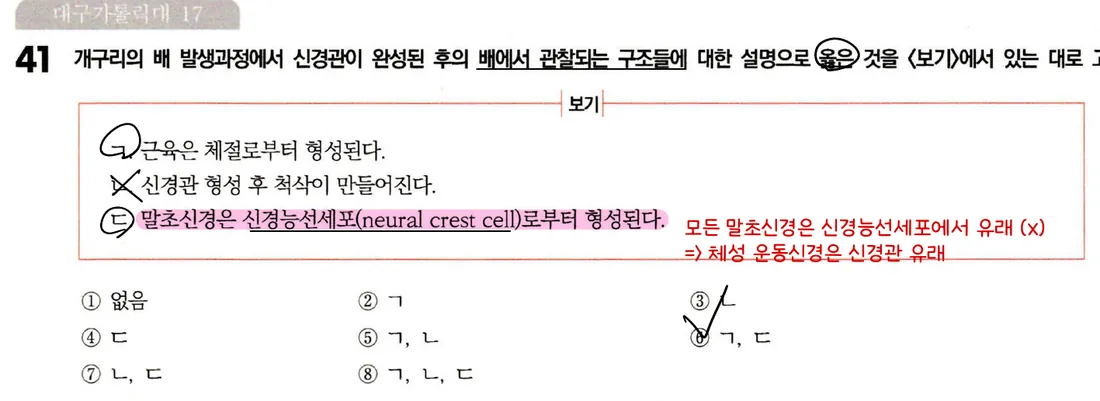 대구가톨릭대 17
41 개구리의 배 발생과정에서 신경관이 완성된 후의 배에서 관찰되는 구조들에 대한 설명으로 옳은 것을 <보기>에서 있는 대로 고
보기
ㄱ. 근육은 체절로부터 형성된다.
ㄴ. 신경관 형성 후 척삭이 만들어진다.
ㄷ. 말초신경은 신경능선세포(neural crest cell)로부터 형성된다.
모든 말초신경은 신경능선세포에서 유래 (x)
=> 체성 운동신경은 신경관 유래
① 없음 ② ㄱ ③ ㄴ
④ ㄷ ⑤ ㄱ, ㄴ ⑥ ㄱ, ㄷ
⑦ ㄴ, ㄷ ⑧ ㄱ, ㄴ, ㄷ